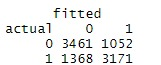 fitted
actual 0 1
0 3461 1052
1 1368 3171